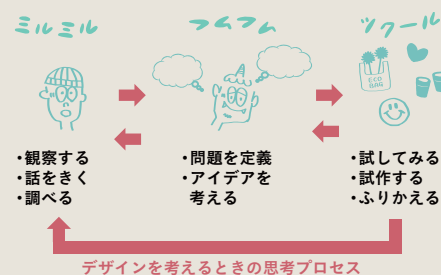 ミルミル
フムフム
ツクール
ECO
BAG
・観察する
・話をきく
・調べる
・問題を定義
・アイデアを
考える
・試してみる
・試作する
・ふりかえる
デザインを考えるときの思考プロセス